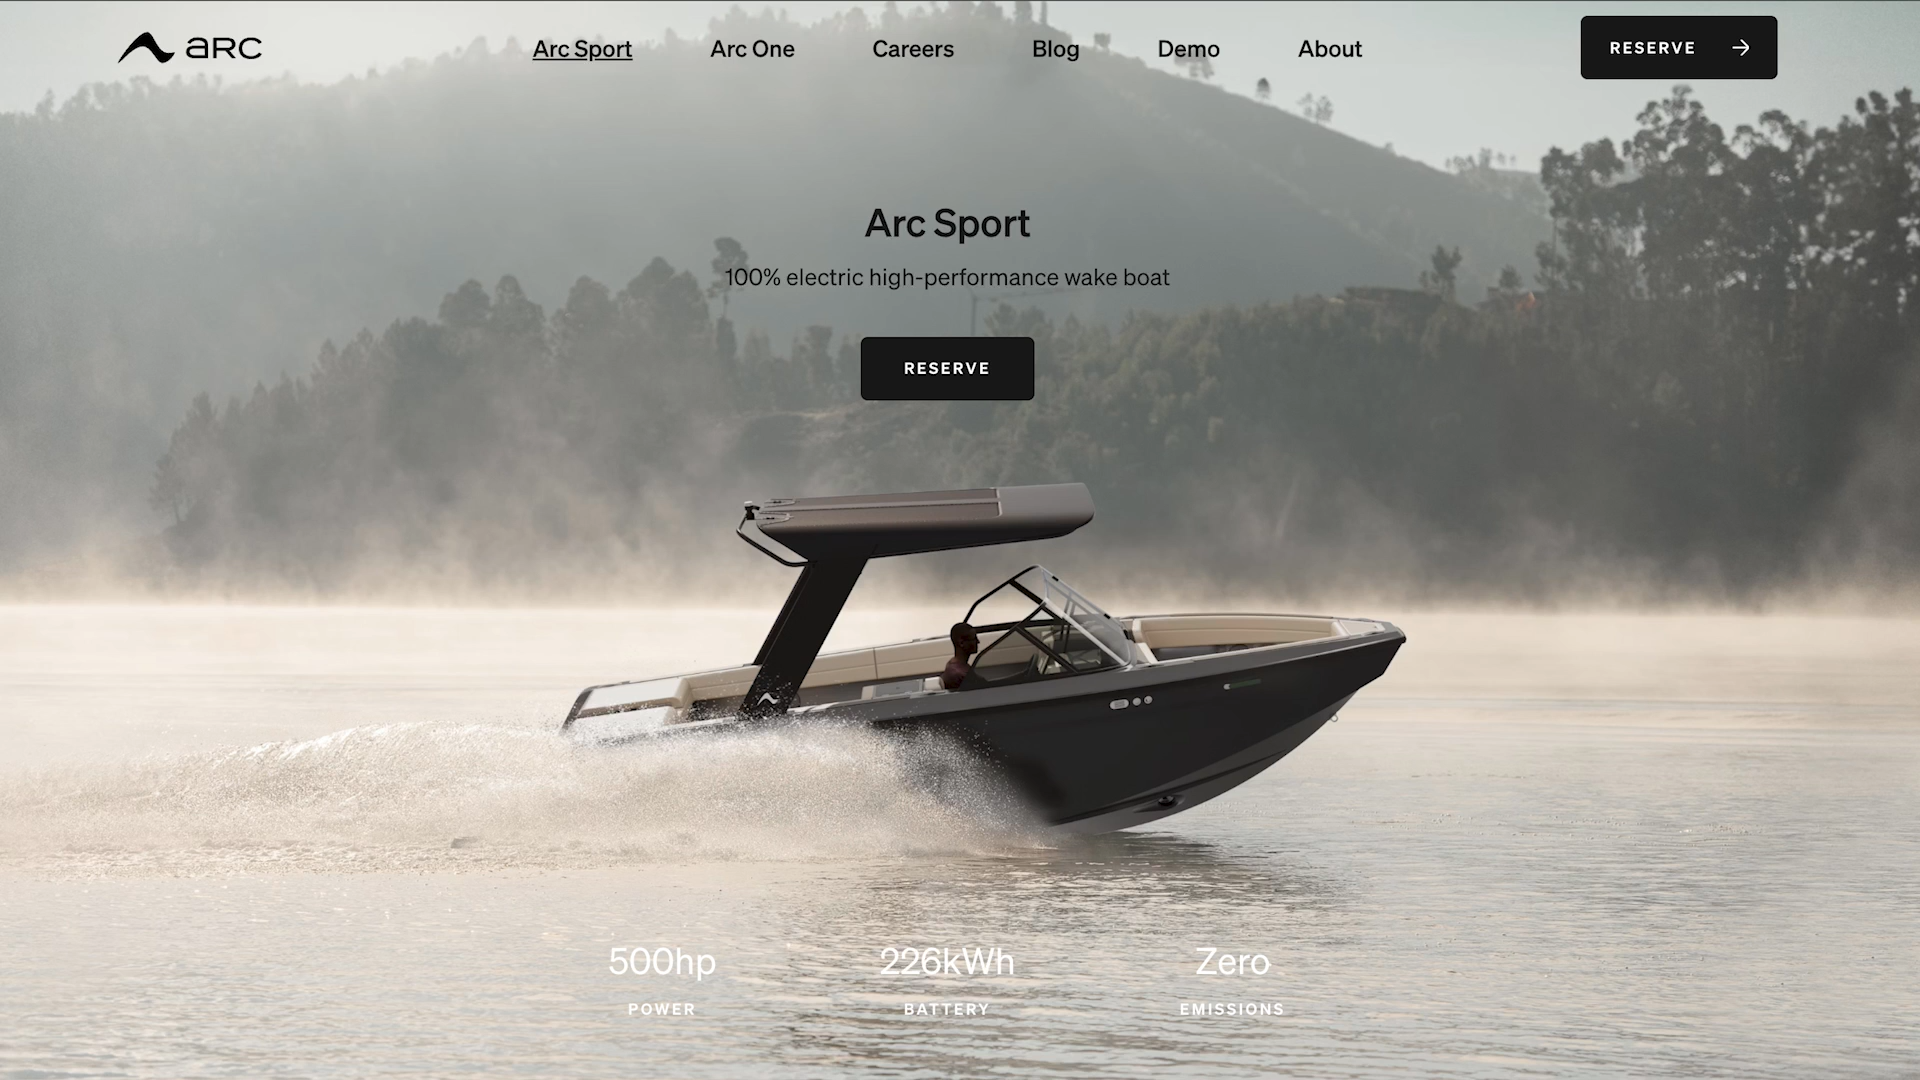 arc
Arc Sport
Arc One
Careers
Blog
Demo
About
RESERVE
Arc Sport
100% electric high-performance wake boat
RESERVE
500hp
226kWh
Zero
POWER
BATTERY
EMISSIONS